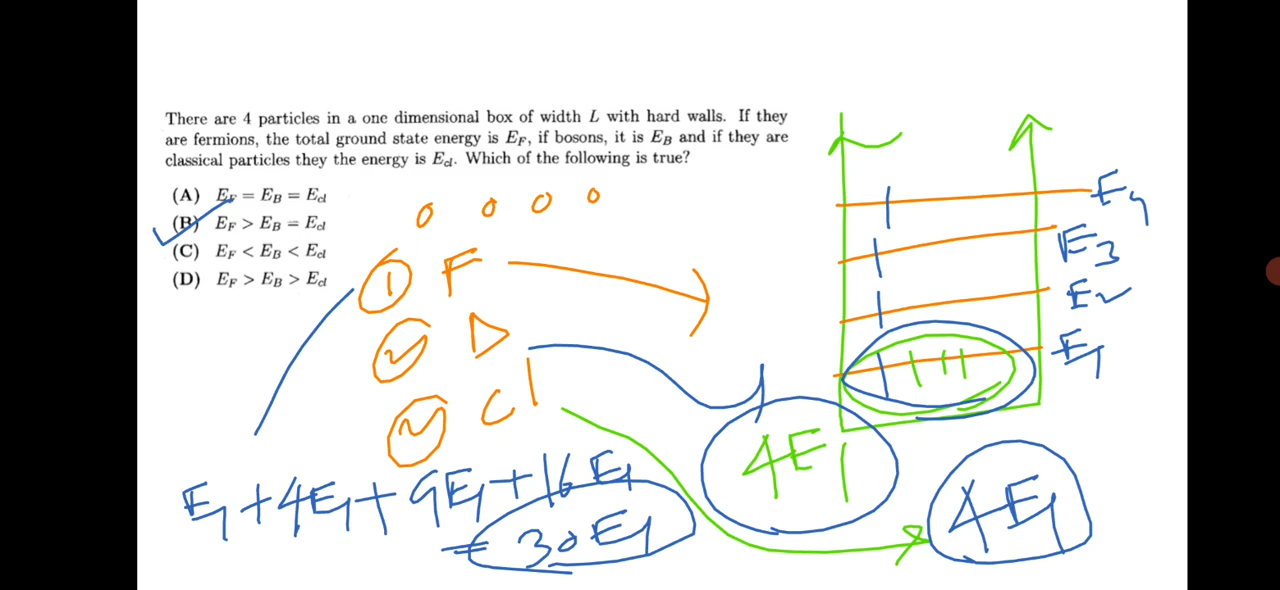 There are 4 particles in a one dimensional box of width L with hard walls. If they
are fermions, the total ground state energy is E_F, if bosons, it is E_B and if they are
classical particles they the energy is E_cl. Which of the following is true?
(A) E_F = E_B = E_cl
(B) E_F > E_B = E_cl
(C) E_F < E_B < E_cl
(D) E_F > E_B > E_cl
① F
Cl
E₁ + 4E₁ + 9E₁ + 16E₁
= 30E₁
4E₁
4E₁
E₄
E₃
E₂
E₁